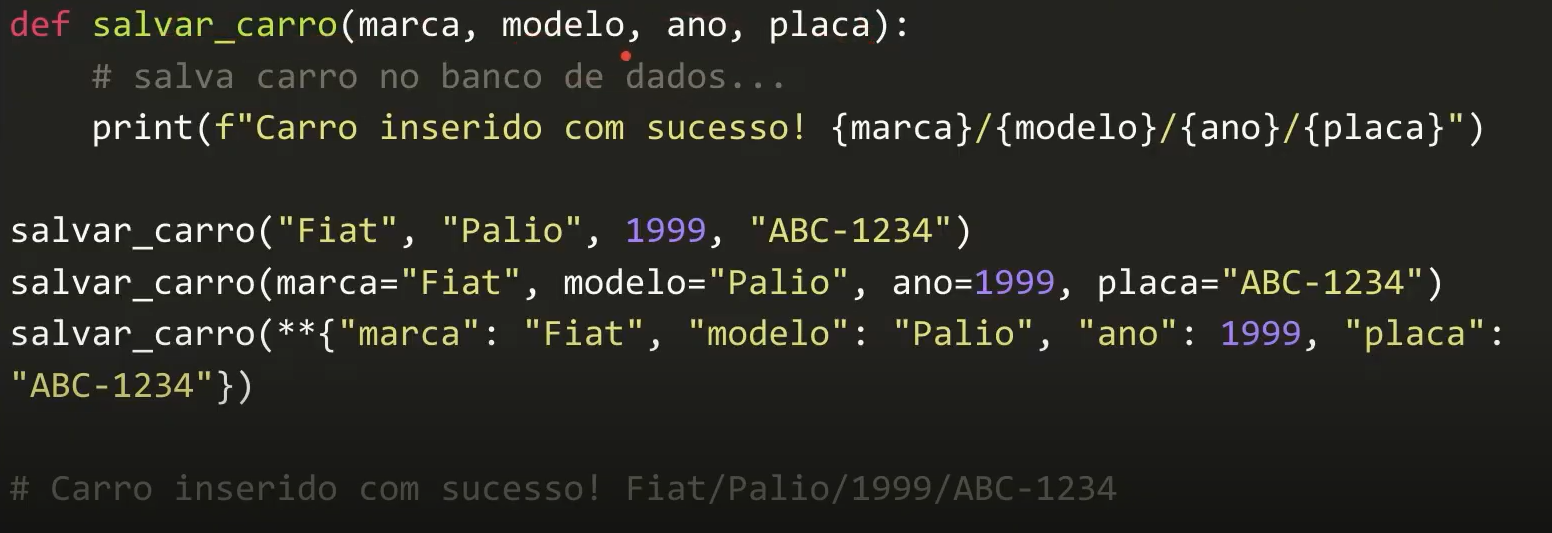 def salvar_carro(marca, modelo, ano, placa):
    # salva carro no banco de dados...
    print(f"Carro inserido com sucesso! {marca}/{modelo}/{ano}/{placa}")

salvar_carro("Fiat", "Palio", 1999, "ABC-1234")
salvar_carro(marca="Fiat", modelo="Palio", ano=1999, placa="ABC-1234")
salvar_carro(**{"marca": "Fiat", "modelo": "Palio", "ano": 1999, "placa":
"ABC-1234"})

# Carro inserido com sucesso! Fiat/Palio/1999/ABC-1234